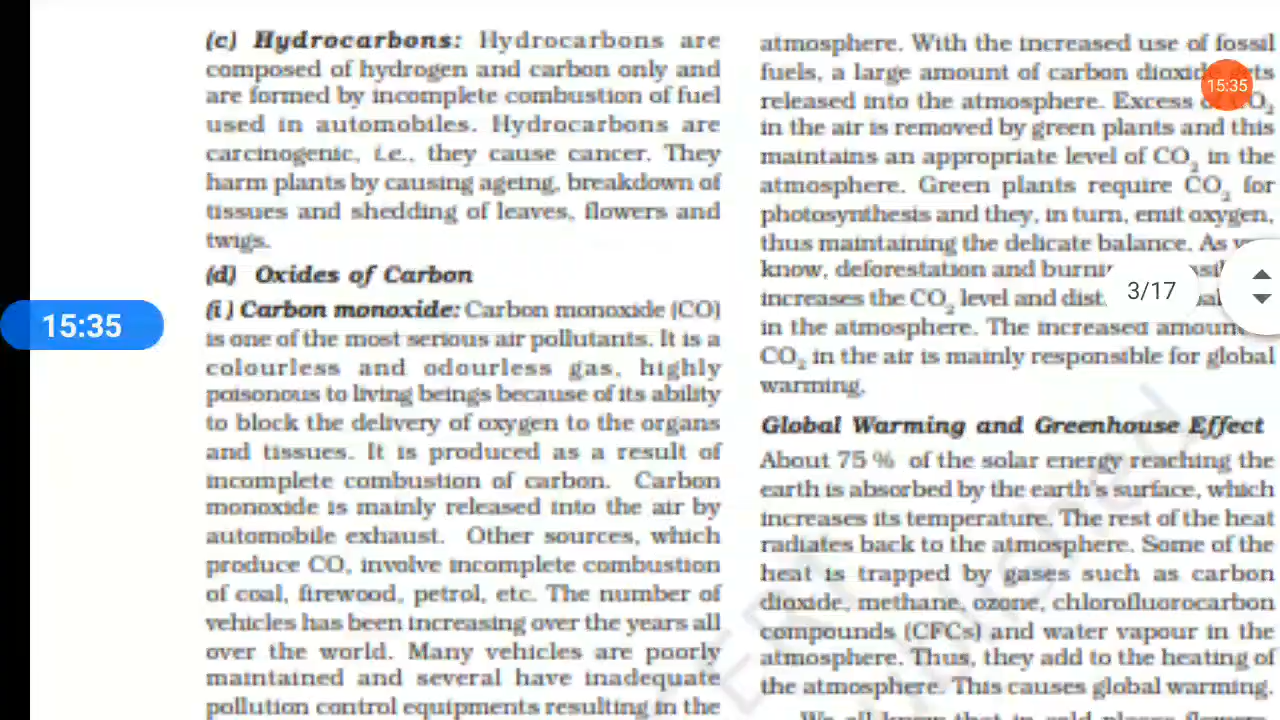 (c) Hydrocarbons: Hydrocarbons are
composed of hydrogen and carbon only and
are formed by incomplete combustion of fuel
used in automobiles. Hydrocarbons are
carcinogenic, i.e., they cause cancer. They
harm plants by causing ageing, breakdown of
tissues and shedding of leaves, flowers and
twigs.
(d) Oxides of Carbon
(i) Carbon monoxide: Carbon monoxide (CO)
is one of the most serious air pollutants. It is a
colourless and odourless gas, highly
poisonous to living beings because of its ability
to block the delivery of oxygen to the organs
and tissues. It is produced as a result of
incomplete combustion of carbon. Carbon
monoxide is mainly released into the air by
automobile exhaust. Other sources, which
produce CO, involve incomplete combustion
of coal, firewood, petrol, etc. The number of
vehicles has been increasing over the years all
over the world. Many vehicles are poorly
maintained and several have inadequate
pollution control equipments resulting in the
15:35
atmosphere. With the increased use of fossil
fuels, a large amount of carbon dioxide
released into the atmosphere. Excess
in the air is removed by green plants and this
maintains an appropriate level of CO₂ in the
atmosphere. Green plants require CO₂ for
photosynthesis and they, in turn, emit oxygen,
thus maintaining the delicate balance. As
know, deforestation and
increases the CO₂ level and
in the atmosphere. The increased
CO₂ in the air is mainly responsible for global
warming.
Global Warming and Greenhouse Effect
About 75 % of the solar energy reaching the
earth is absorbed by the earth's surface, which
increases its temperature. The rest of the heat
radiates back to the atmosphere. Some of the
heat is trapped by gases such as carbon
dioxide, methane, ozone, chlorofluorocarbon
compounds (CFCs) and water vapour in the
atmosphere. Thus, they add to the heating of
the atmosphere. This causes global warming.
We all know that in cold places flowers
15:35
3/17